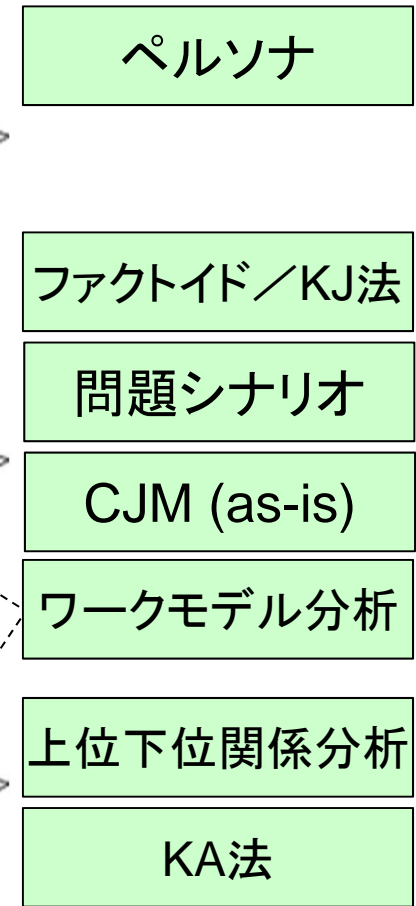 ペルソナ
ファクトイド／KJ法
問題シナリオ
CJM (as-is)
ワークモデル分析
上位下位関係分析
KA法